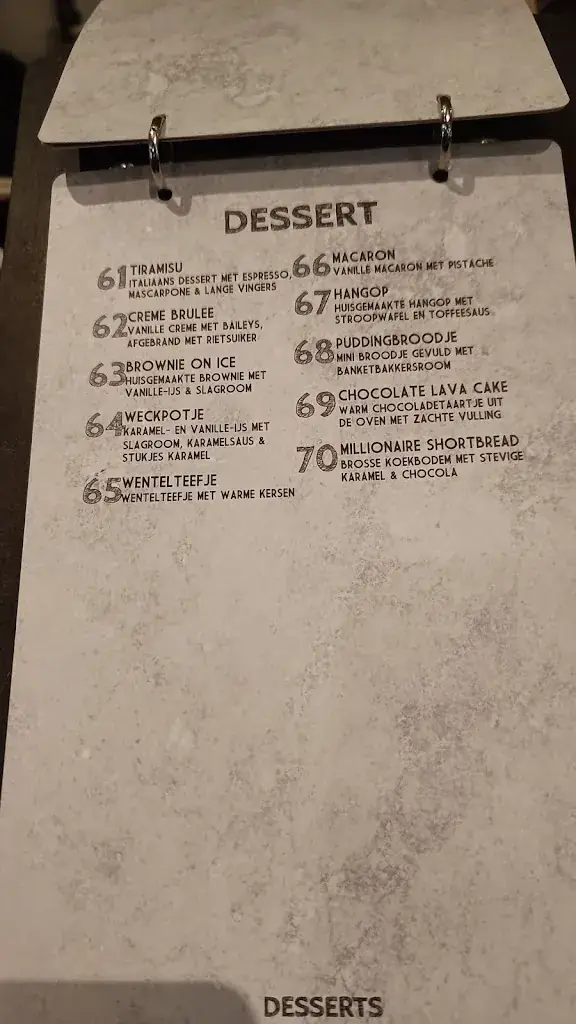 DESSERT
61 TIRAMISU
ITALIAANS DESSERT MET ESPRESSO,
MASCARPONE & LANGE VINGERS
62 CREME BRULEE
VANILLE CREME MET BAILEYS,
AFGEBRAND MET RIETSUIKER
63 BROWNIE ON ICE
HUISGEMAAKTE BROWNIE MET
VANILLE-IJS & SLAGROOM
64 WECKPOTJE
KARAMEL- EN VANILLE-IJS MET
SLAGROOM, KARAMELSAUS &
STUKJES KARAMEL
65 WENTELTEEFJE
WENTELTEEFJE MET WARME KERSEN
66 MACARON
VANILLE MACARON MET PISTACHE
67 HANGOP
HUISGEMAAKTE HANGOP MET
STROOPWAFEL EN TOFFEESAUS
68 PUDDINGBROODJE
MINI BROODJE GEVULD MET
BANKETBAKKERSROOM
69 CHOCOLATE LAVA CAKE
WARM CHOCOLADETAARTJE UIT
DE OVEN MET ZACHTE VULLING
70 MILLIONAIRE SHORTBREAD
BROSSE KOEKBODEM MET STEVIGE
KARAMEL & CHOCOLA
DESSERTS